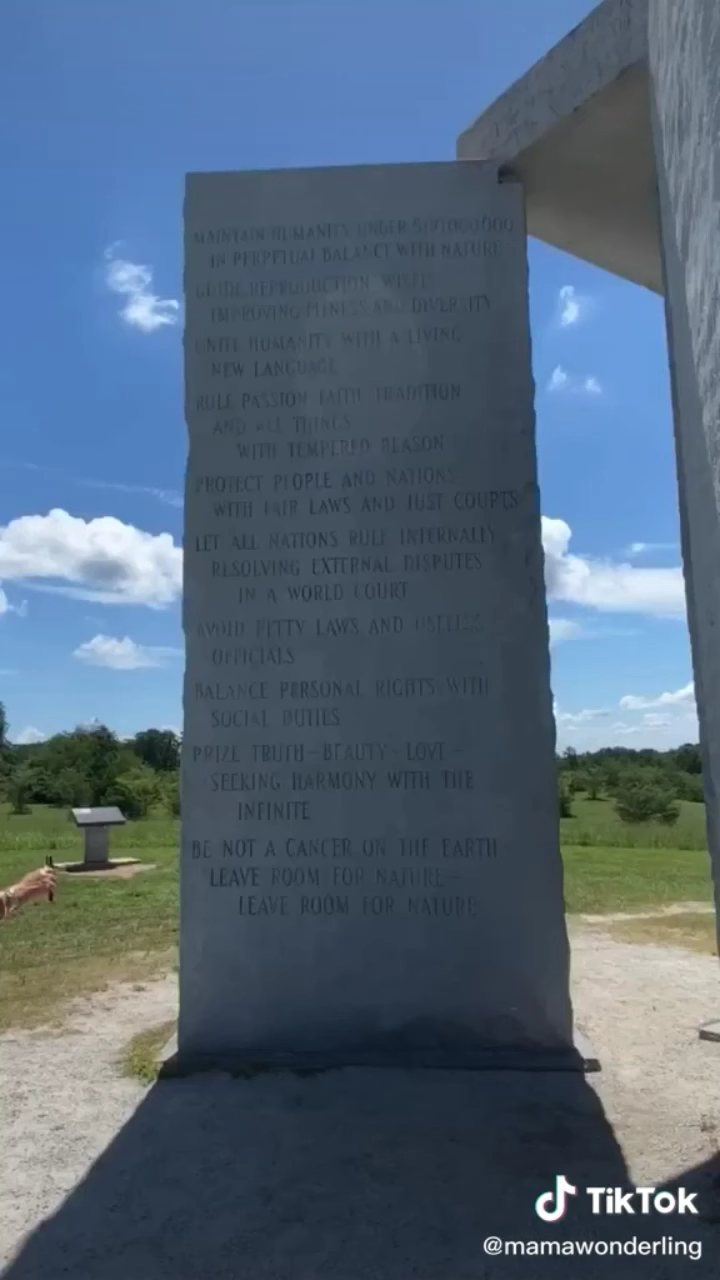 MAINTAIN HUMANITY UNDER 500,000,000
IN PERPETUAL BALANCE WITH NATURE
GUIDE REPRODUCTION WISELY
IMPROVING FITNESS AND DIVERSITY
UNITE HUMANITY WITH A LIVING
NEW LANGUAGE
RULE PASSION FAITH TRADITION
AND ALL THINGS
WITH TEMPERED REASON
PROTECT PEOPLE AND NATIONS
WITH FAIR LAWS AND JUST COURTS
LET ALL NATIONS RULE INTERNALLY
RESOLVING EXTERNAL DISPUTES
IN A WORLD COURT
AVOID PETTY LAWS AND USELESS
OFFICIALS
BALANCE PERSONAL RIGHTS WITH
SOCIAL DUTIES
PRIZE TRUTH—BEAUTY—LOVE—
SEEKING HARMONY WITH THE
INFINITE
BE NOT A CANCER ON THE EARTH
LEAVE ROOM FOR NATURE—
LEAVE ROOM FOR NATURE
TikTok
@mamawonderling